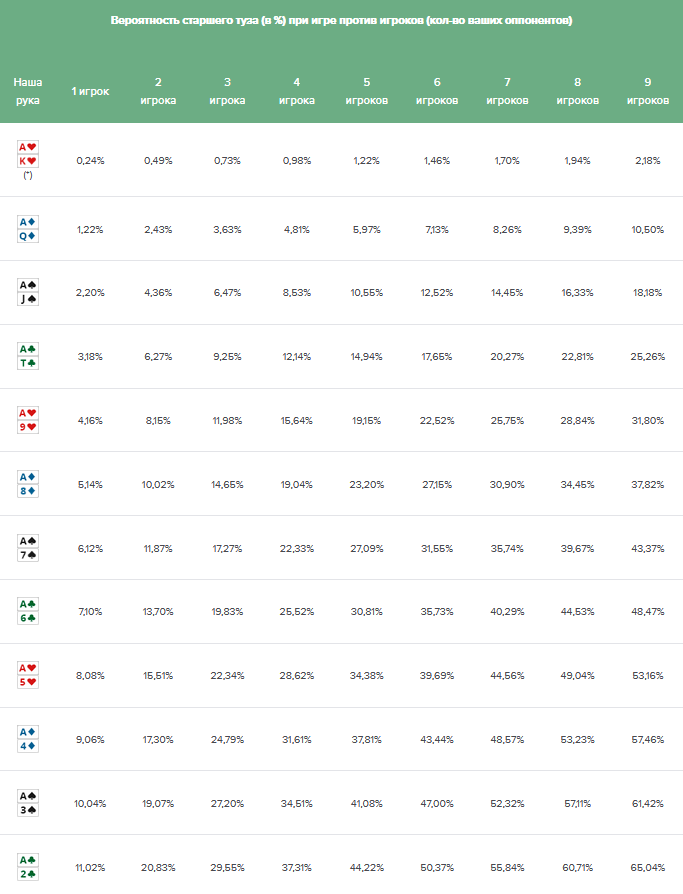 Вероятность старшего туза (в %) при игре против игроков (кол-во ваших оппонентов)
Наша рука 1 игрок 2 игрока 3 игрока 4 игрока 5 игроков 6 игроков 7 игроков 8 игроков 9 игроков
A♥
K♥
(*) 0,24% 0,49% 0,73% 0,98% 1,22% 1,46% 1,70% 1,94% 2,18%
A♦
Q♦ 1,22% 2,43% 3,63% 4,81% 5,97% 7,13% 8,26% 9,39% 10,50%
A♠
J♠ 2,20% 4,36% 6,47% 8,53% 10,55% 12,52% 14,45% 16,33% 18,18%
A♣
T♣ 3,18% 6,27% 9,25% 12,14% 14,94% 17,65% 20,27% 22,81% 25,26%
A♥
9♥ 4,16% 8,15% 11,98% 15,64% 19,15% 22,52% 25,75% 28,84% 31,80%
A♦
8♦ 5,14% 10,02% 14,65% 19,04% 23,20% 27,15% 30,90% 34,45% 37,82%
A♠
7♠ 6,12% 11,87% 17,27% 22,33% 27,09% 31,55% 35,74% 39,67% 43,37%
A♣
6♣ 7,10% 13,70% 19,83% 25,52% 30,81% 35,73% 40,29% 44,53% 48,47%
A♥
5♥ 8,08% 15,51% 22,34% 28,62% 34,38% 39,69% 44,56% 49,04% 53,16%
A♦
4♦ 9,06% 17,30% 24,79% 31,61% 37,81% 43,44% 48,57% 53,23% 57,46%
A♠
3♠ 10,04% 19,07% 27,20% 34,51% 41,08% 47,00% 52,32% 57,11% 61,42%
A♣
2♣ 11,02% 20,83% 29,55% 37,31% 44,22% 50,37% 55,84% 60,71% 65,04%